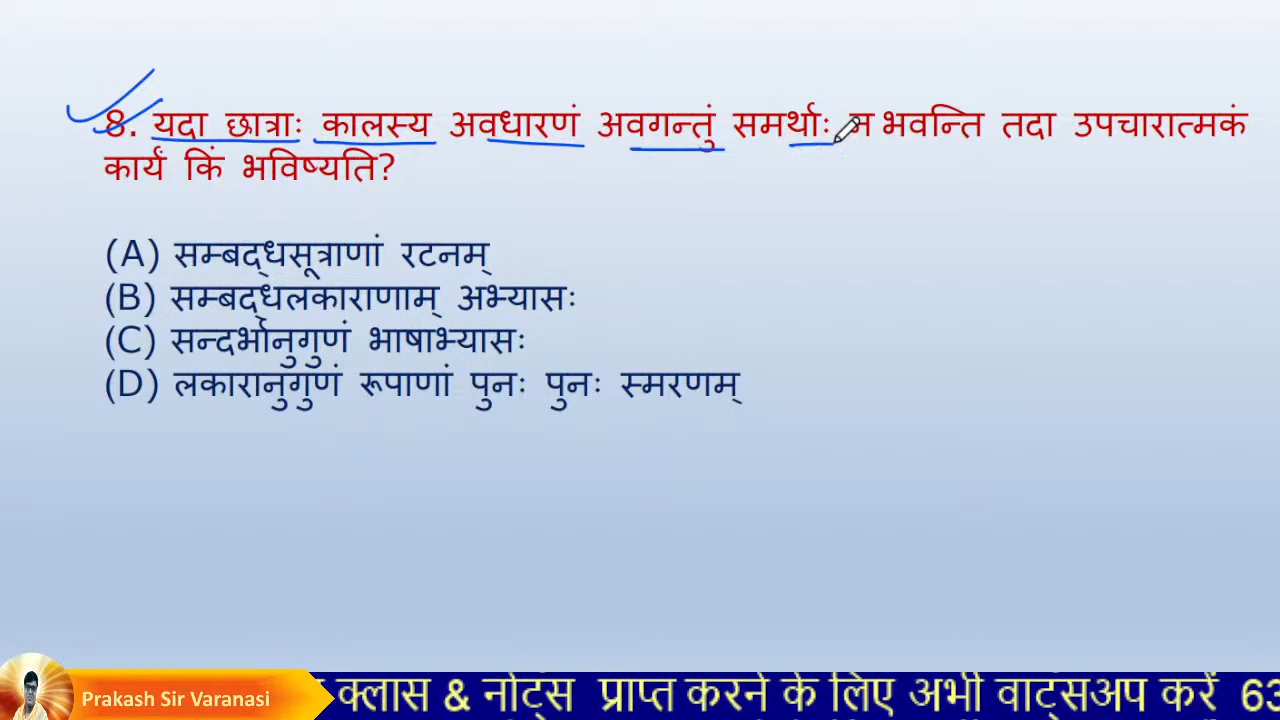 8. यदा छात्राः कालस्य अवधारणं अवगन्तुं समर्थाः न भवन्ति तदा उपचारात्मकं
कार्यं किं भविष्यति?
(A) सम्बद्धसूत्राणां रटनम्
(B) सम्बद्धलकाराणाम् अभ्यासः
(C) सन्दर्भानुगुणं भाषाभ्यासः
(D) लकारानुगुणं रूपाणां पुनः पुनः स्मरणम्
Prakash Sir Varanasi
क्लास & नोट्स प्राप्त करने के लिए अभी वाट्सअप करें 63